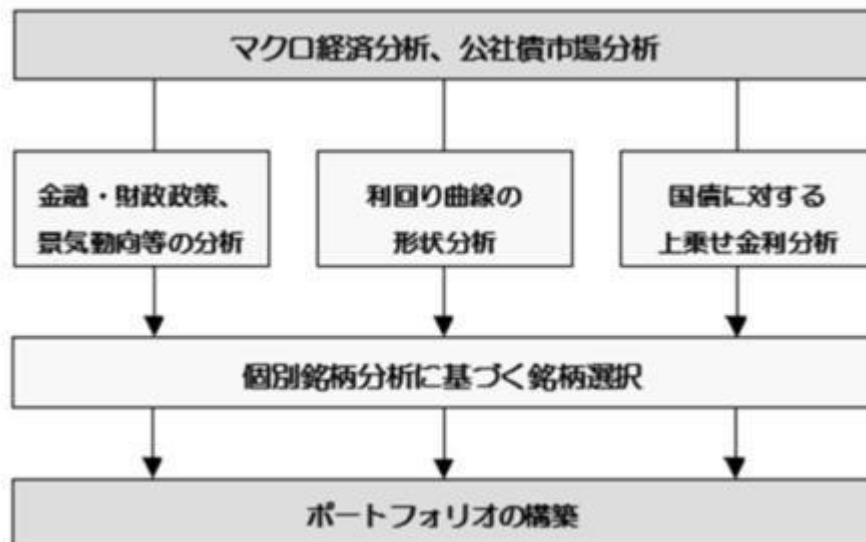 マクロ経済分析、公社債市場分析
金融・財政政策、
景気動向等の分析
利回り曲線の
形状分析
国債に対する
上乗せ金利分析
個別銘柄分析に基づく銘柄選択
ポートフォリオの構築